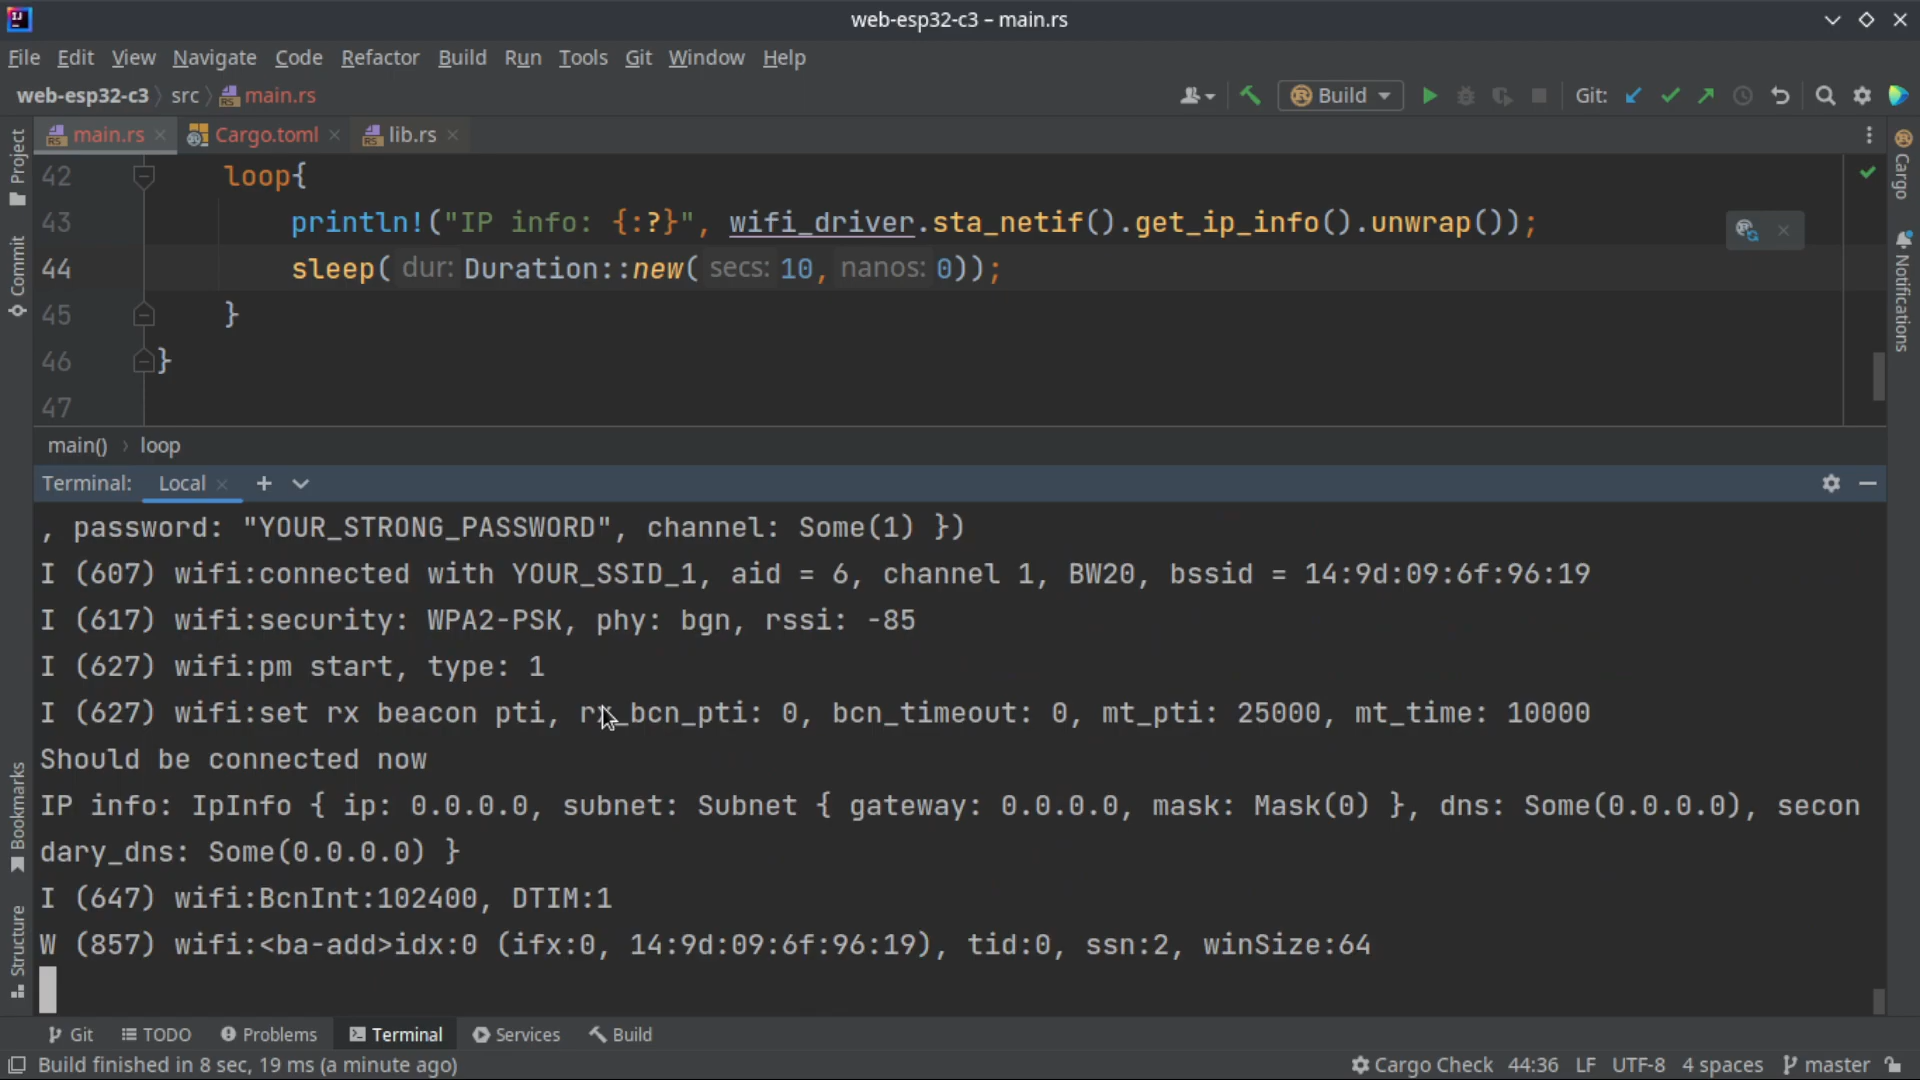 web-esp32-c3 – main.rs
File Edit View Navigate Code Refactor Build Run Tools Git Window Help
web-esp32-c3 src main.rs Build Git:
main.rs Cargo.toml lib.rs
Project
Commit
Bookmarks
Structure
Cargo
Notifications
42 loop{
43 println!("IP info: {:?}", wifi_driver.sta_netif().get_ip_info().unwrap());
44 sleep( dur: Duration::new( secs: 10, nanos: 0));
45 }
46 }
47
main() › loop
Terminal: Local
, password: "YOUR_STRONG_PASSWORD", channel: Some(1) })
I (607) wifi:connected with YOUR_SSID_1, aid = 6, channel 1, BW20, bssid = 14:9d:09:6f:96:19
I (617) wifi:security: WPA2-PSK, phy: bgn, rssi: -85
I (627) wifi:pm start, type: 1
I (627) wifi:set rx beacon pti, rx_bcn_pti: 0, bcn_timeout: 0, mt_pti: 25000, mt_time: 10000
Should be connected now
IP info: IpInfo { ip: 0.0.0.0, subnet: Subnet { gateway: 0.0.0.0, mask: Mask(0) }, dns: Some(0.0.0.0), secon
dary_dns: Some(0.0.0.0) }
I (647) wifi:BcnInt:102400, DTIM:1
W (857) wifi:<ba-add>idx:0 (ifx:0, 14:9d:09:6f:96:19), tid:0, ssn:2, winSize:64
Git TODO Problems Terminal Services Build
Build finished in 8 sec, 19 ms (a minute ago) Cargo Check 44:36 LF UTF-8 4 spaces master